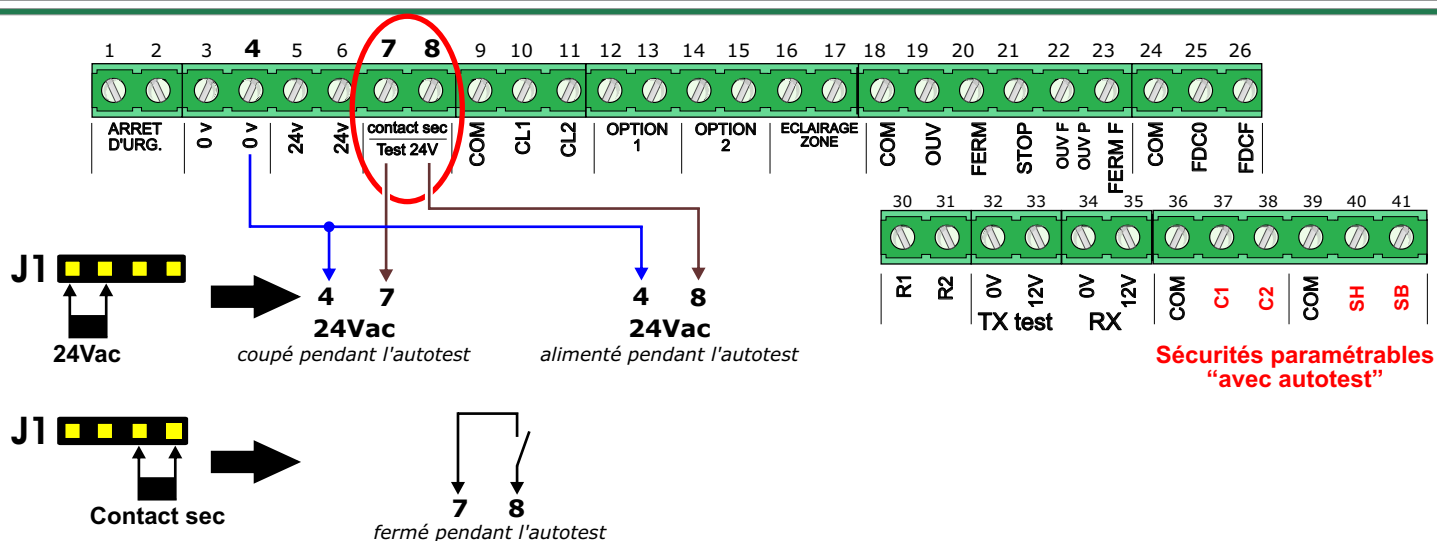 1 2 3 4 5 6 7 8 9 10 11 12 13 14 15 16 17 18 19 20 21 22 23 24 25 26
ARRET D'URG.
0 v
0 v
24v
24v
contact sec
Test 24V
COM
CL1
CL2
OPTION 1
OPTION 2
ECLAIRAGE ZONE
COM
OUV
FERM
STOP
OUV F
OUV P
FERM F
COM
FDC0
FDCF
30 31 32 33 34 35 36 37 38 39 40 41
R1
R2
0V
12V
TX test
0V
12V
RX
COM
C1
C2
COM
SH
SB
Sécurités paramétrables
“avec autotest”
J1
24Vac
4 7
24Vac
coupé pendant l'autotest
4 8
24Vac
alimenté pendant l'autotest
J1
Contact sec
7 8
fermé pendant l'autotest